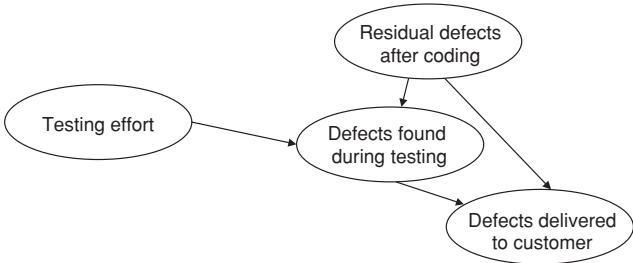 Residual defects
after coding
Testing effort
Defects found
during testing
Defects delivered
to customer